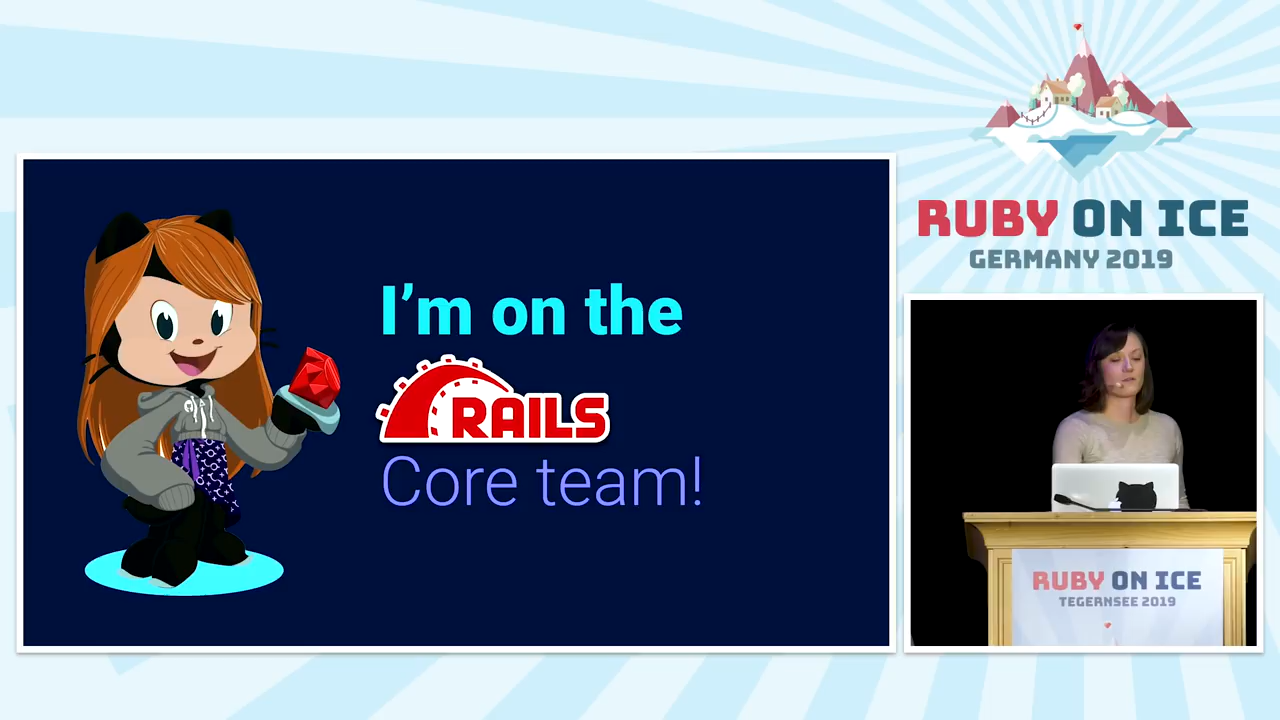 RUBY ON ICE
GERMANY 2019
I'm on the
RAILS
Core team!
RUBY ON ICE
TEGERNSEE 2019